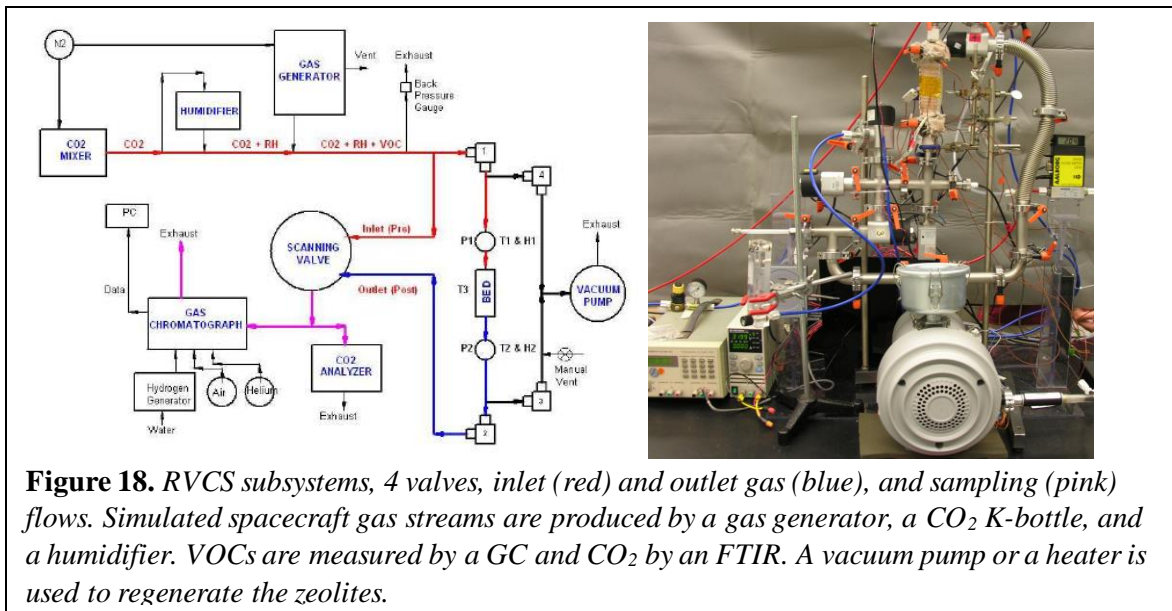 N2
GAS
GENERATOR
Vent
Exhaust
Back
Pressure
Gauge
HUMIDIFIER
CO2
MIXER
CO2
CO2 + RH
CO2 + RH + VOC
1
4
PC
Exhaust
SCANNING
VALVE
Inlet (Pre)
P1
T1 & H1
Exhaust
Data
Outlet (Post)
T3
BED
VACUUM
PUMP
GAS
CHROMATOGRAPH
P2
T2 & H2
CO2
ANALYZER
Manual
Vent
Hydrogen
Generator
Air
Helium
Exhaust
3
Water
2
AALBORG
Figure 18. RVCS subsystems, 4 valves, inlet (red) and outlet gas (blue), and sampling (pink)
flows. Simulated spacecraft gas streams are produced by a gas generator, a CO₂ K-bottle, and
a humidifier. VOCs are measured by a GC and CO₂ by an FTIR. A vacuum pump or a heater is
used to regenerate the zeolites.